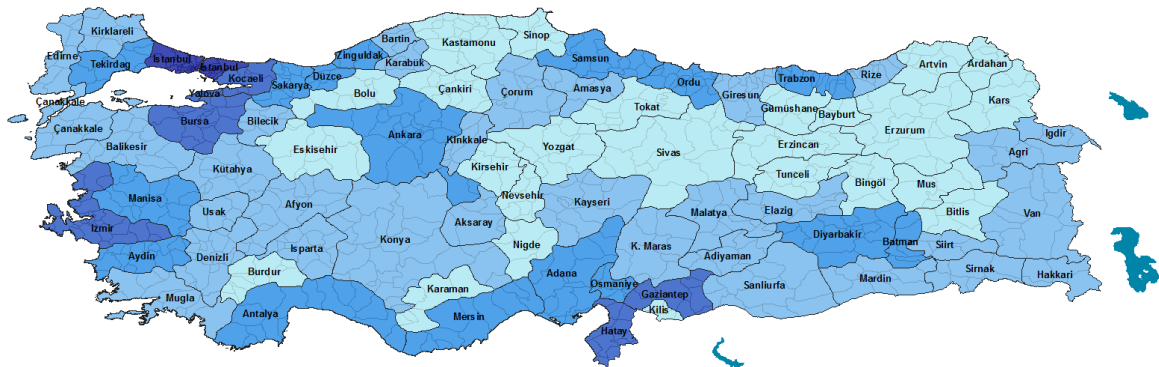 Kirklareli
Edirne
Tekirdag
Istanbul
Istanbul
Kocaeli
Yalova
Sakarya
Düzce
Zinguldak
Bartin
Karabük
Kastamonu
Sinop
Samsun
Ordu
Giresun
Trabzon
Rize
Artvin
Ardahan
Kars
Igdir
Agri
Çanakkale
Çanakkale
Balikesir
Bursa
Bilecik
Bolu
Çankiri
Çorum
Amasya
Tokat
Gamüshane
Bayburt
Erzurum
Eskisehir
Ankara
Kinkkale
Kirsehir
Yozgat
Sivas
Erzincan
Tunceli
Bingöl
Mus
Bitlis
Van
Kütahya
Manisa
Usak
Afyon
Izmir
Aydin
Denizli
Isparta
Burdur
Mugla
Antalya
Konya
Aksaray
Nevsehir
Nigde
Kayseri
Karaman
Mersin
Adana
Osmaniye
K. Maras
Malatya
Elazig
Adiyaman
Diyarbakir
Batman
Siirt
Sirnak
Hakkari
Mardin
Sanliurfa
Gaziantep
Kilis
Hatay